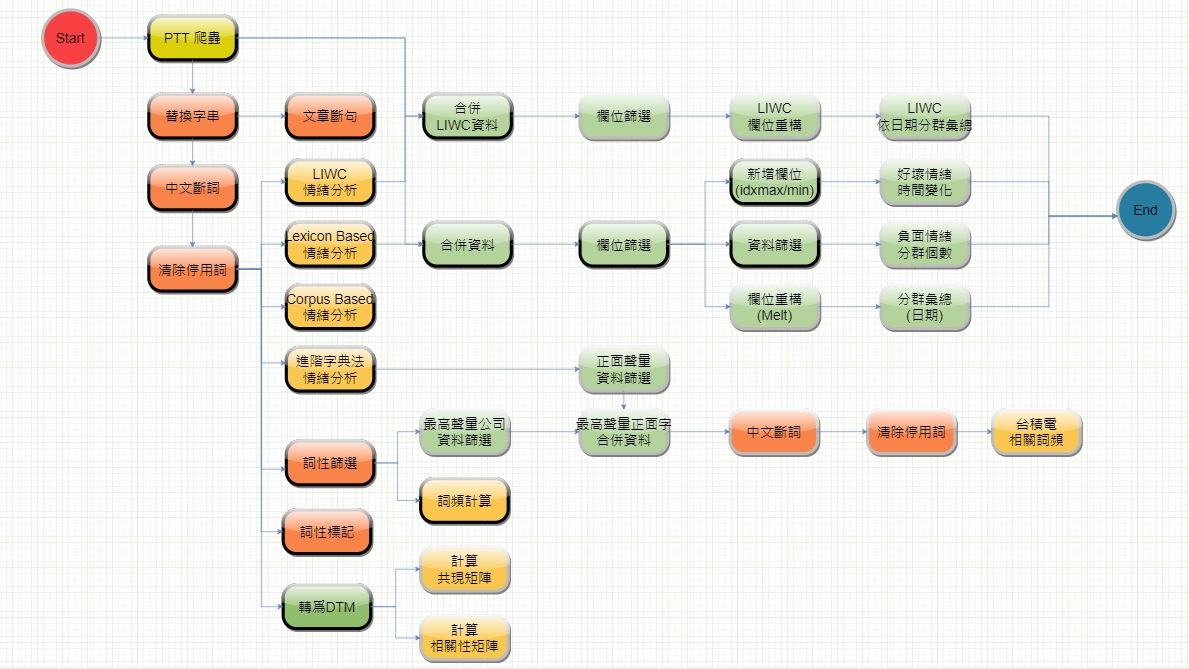 Start
PTT 爬蟲
替換字串
文章斷句
合併
LIWC資料
欄位篩選
LIWC
欄位重構
LIWC
依日期分群彙總
中文斷詞
LIWC
情緒分析
新增欄位
(idxmax/min)
好壞情緒
時間變化
End
清除停用詞
Lexicon Based
情緒分析
合併資料
欄位篩選
資料篩選
負面情緒
分群個數
Corpus Based
情緒分析
欄位重構
(Melt)
分群彙總
(日期)
進階字典法
情緒分析
正面聲量
資料篩選
詞性篩選
最高聲量公司
資料篩選
最高聲量正面字
合併資料
中文斷詞
清除停用詞
台積電
相關詞頻
詞頻計算
詞性標記
轉爲DTM
計算
共現矩陣
計算
相關性矩陣